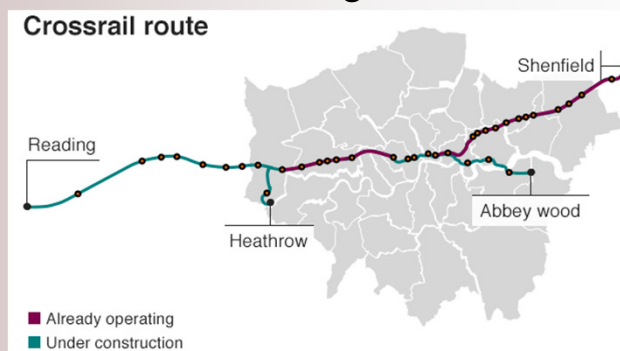 Crossrail route
Shenfield
Reading
Abbey wood
Heathrow
Already operating
Under construction